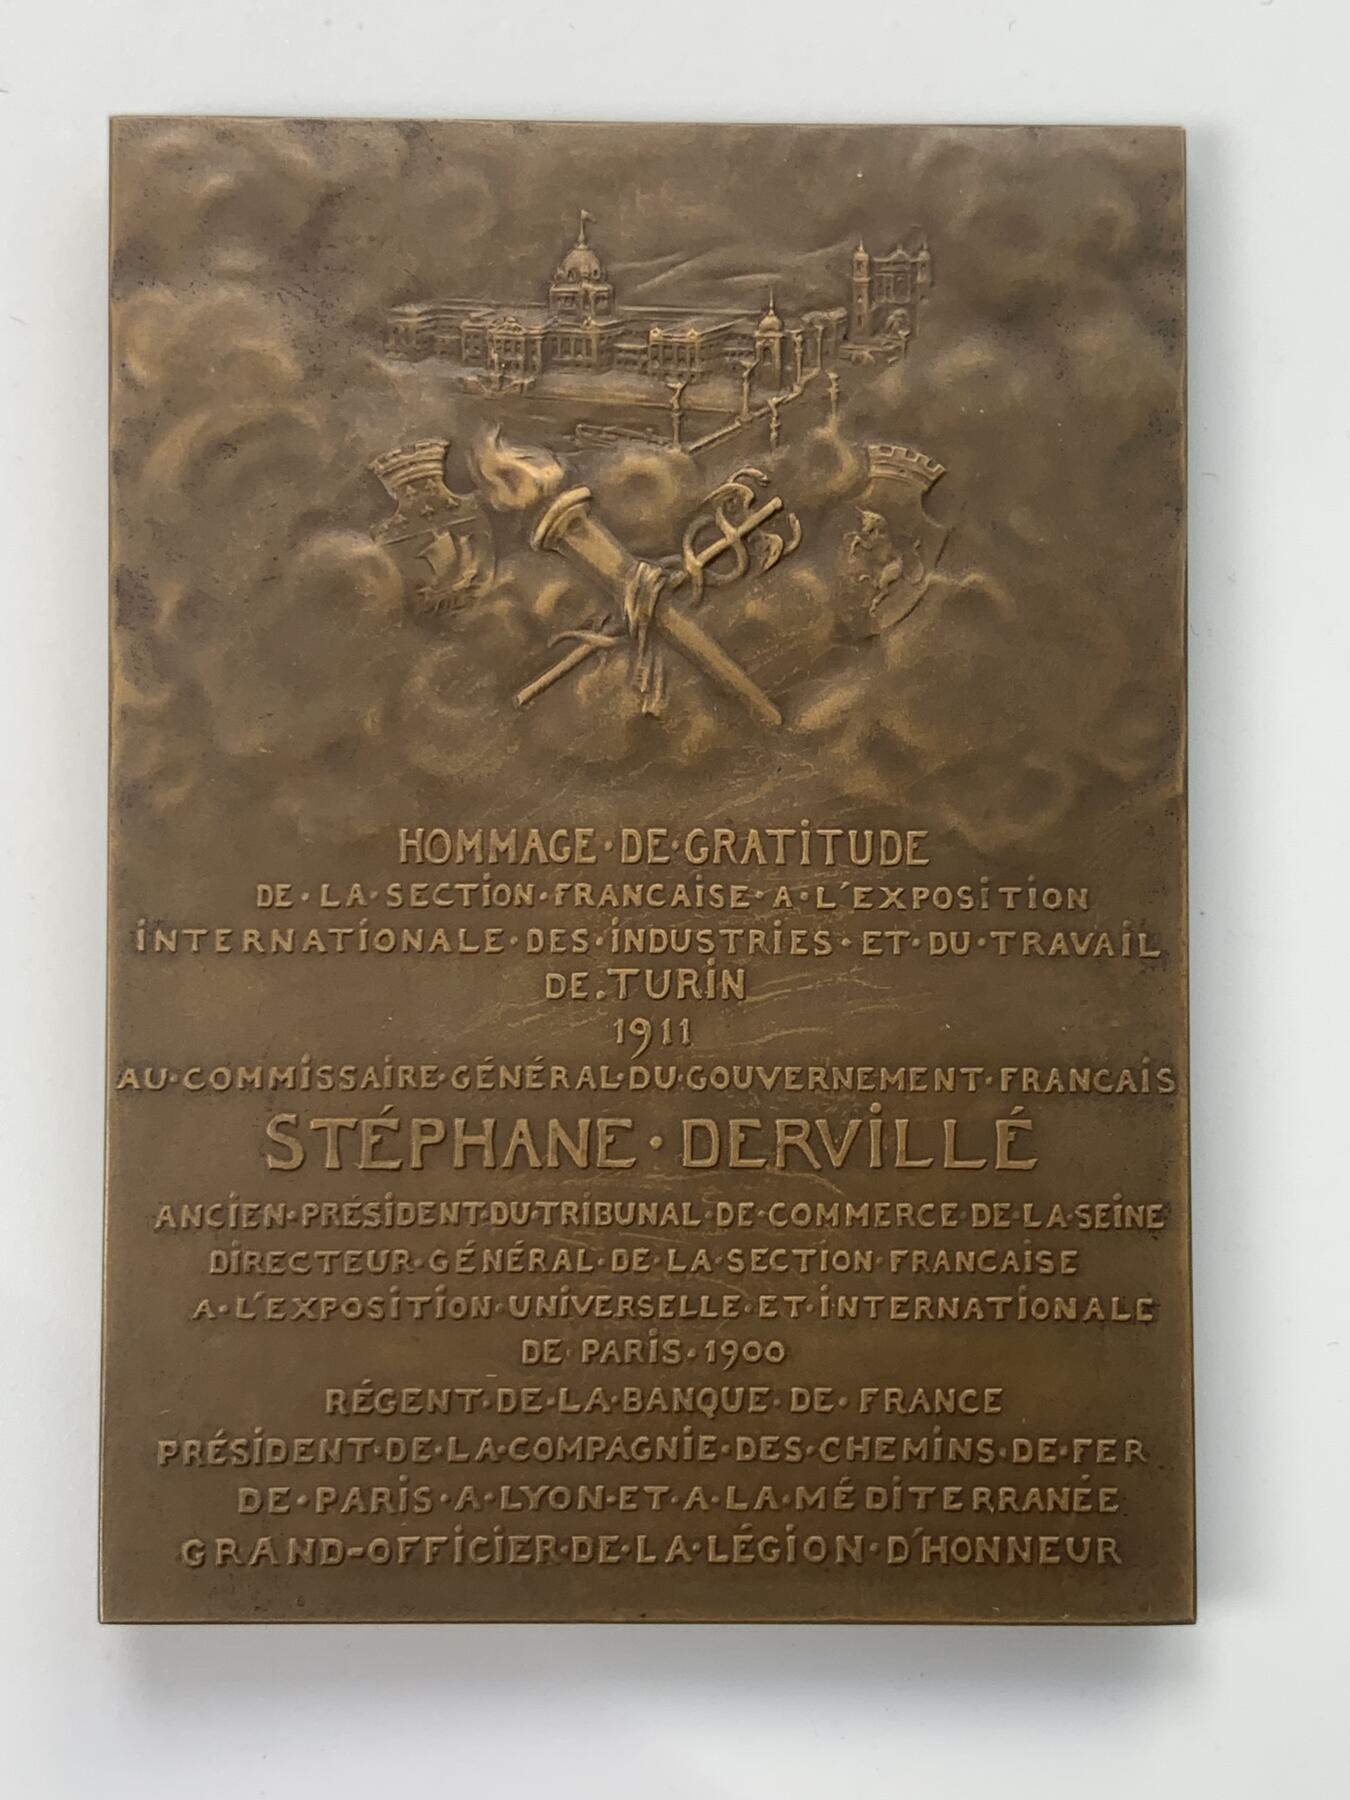 HOMMAGE·DE·GRATiTUDE
DE·LA·SECTiON·FRANCAiSE·A·L'EXPOSiTiON
iNTERNATiONALE·DES·iNDUSTRiES·ET·DU·TRAVAiL
DE.TURiN
1911
AU·COMMiSSAiRE·GÉNÉRAL·DU·GOUVERNEMENT·FRANCAiS
STÉPHANE·DERViLLÉ
ANCiEN·PRÉSiDENT·DU·TRiBUNAL·DE·COMMERCE·DE·LA·SEiNE
DiRECTEUR·GÉNÉRAL·DE·LA·SECTiON·FRANCAiSE
A·L'EXPOSiTiON·UNiVERSELLE·ET·iNTERNATiONALE
DE·PARiS·1900
RÉGENT·DE·LA·BANQUE·DE·FRANCE
PRÉSiDENT·DE·LA·COMPAGNiE·DES·CHEMiNS·DE·FER
DE·PARiS·A·LYON·ET·A·LA·MÉDiTERRANÉE
GRAND-OFFiCiER·DE·LA·LÉGiON·D'HONNEUR